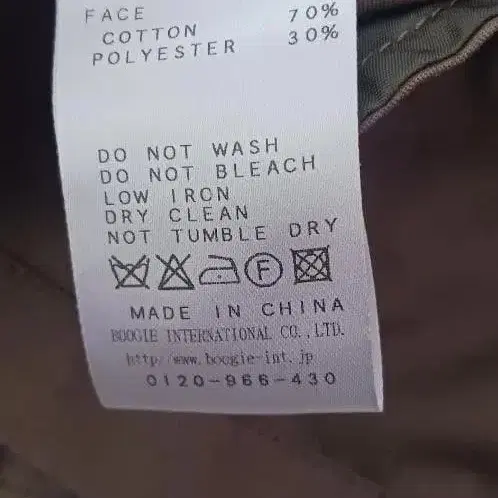 FACE 70%
COTTON 30%
POLYESTER
DO NOT WASH
DO NOT BLEACH
LOW IRON
DRY CLEAN
NOT TUMBLE DRY
F
MADE IN CHINA
BOOGIE INTERNATIONAL CO., LTD.
http//www.boogie-int.jp
0120-966-430